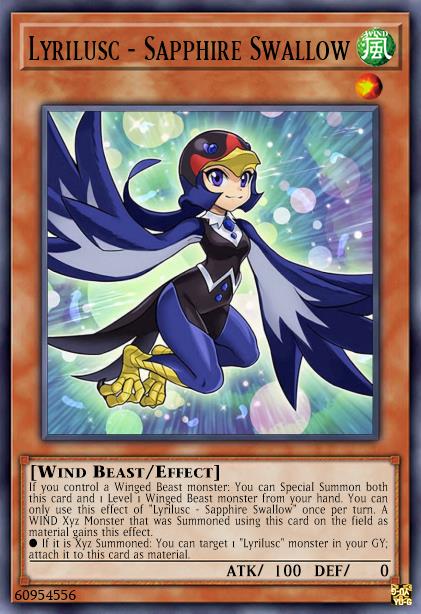 Lyrilusc - Sapphire Swallow
WIND
風
[Wind Beast/Effect]
If you control a Winged Beast monster: You can Special Summon both
this card and 1 Level 1 Winged Beast monster from your hand. You can
only use this effect of "Lyrilusc - Sapphire Swallow" once per turn. A
WIND Xyz Monster that was Summoned using this card on the field as
material gains this effect.
● If it is Xyz Summoned: You can target 1 "Lyrilusc" monster in your GY;
attach it to this card as material.
ATK/ 100 DEF/ 0
60954556